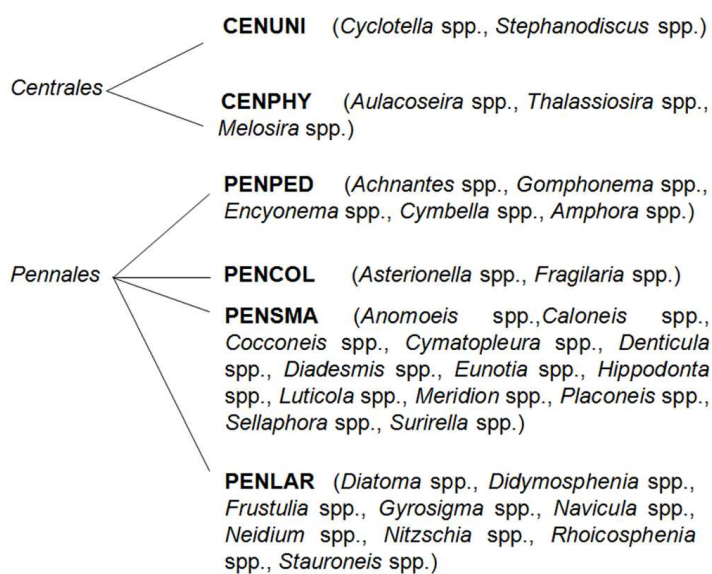 CENUNI (Cyclotella spp., Stephanodiscus spp.)
Centrales
CENPHY (Aulacoseira spp., Thalassiosira spp.,
Melosira spp.)
PENPED (Achnantes spp., Gomphonema spp.,
Encyonema spp., Cymbella spp., Amphora spp.)
Pennales
PENCOL (Asterionella spp., Fragilaria spp.)
PENSMA (Anomoeis spp.,Caloneis spp.,
Cocconeis spp., Cymatopleura spp., Denticula
spp., Diadesmis spp., Eunotia spp., Hippodonta
spp., Luticola spp., Meridion spp., Placoneis spp.,
Sellaphora spp., Surirella spp.)
PENLAR (Diatoma spp., Didymosphenia spp.,
Frustulia spp., Gyrosigma spp., Navicula spp.,
Neidium spp., Nitzschia spp., Rhoicosphenia
spp., Stauroneis spp.)